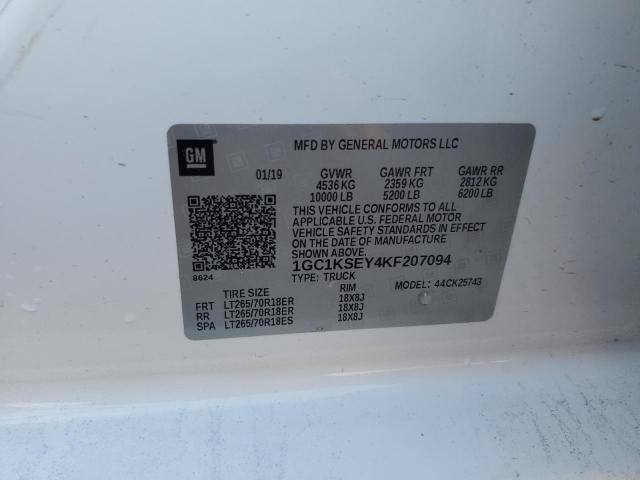 GM
MFD BY GENERAL MOTORS LLC
01/19 GVWR GAWR FRT GAWR RR
4536 KG 2359 KG 2812 KG
10000 LB 5200 LB 6200 LB
THIS VEHICLE CONFORMS TO ALL
APPLICABLE U.S. FEDERAL MOTOR
VEHICLE SAFETY STANDARDS IN EFFECT
ON THE DATE OF MANUFACTURE
SHOWN ABOVE.
1GC1KSEY4KF207094
8624 TYPE: TRUCK MODEL: 44CK25743
TIRE SIZE RIM
FRT LT265/70R18ER 18X8J
RR LT265/70R18ER 18X8J
SPA LT265/70R18ES 18X8J